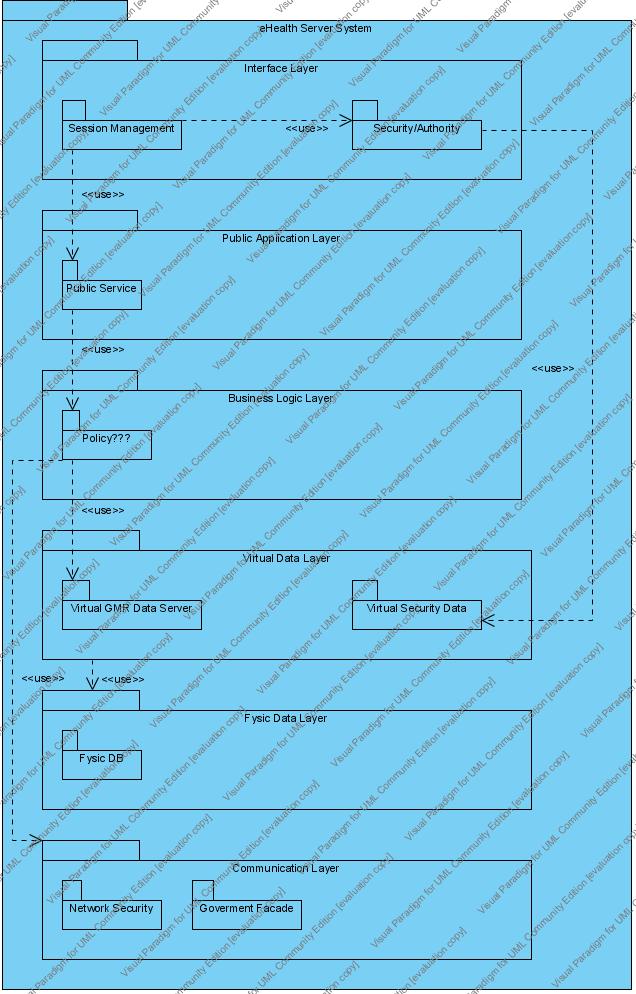 eHealth Server System
Interface Layer
Session Management
<<use>>
Security/Authority
<<use>>
Public Application Layer
Public Service
<<use>>
<<use>>
Business Logic Layer
Policy???
<<use>>
Virtual Data Layer
Virtual GMR Data Server
Virtual Security Data
<<use>>
<<use>>
Fysic Data Layer
Fysic DB
Communication Layer
Network Security
Goverment Facade
Visual Paradigm for UML Community Edition [evaluation copy]